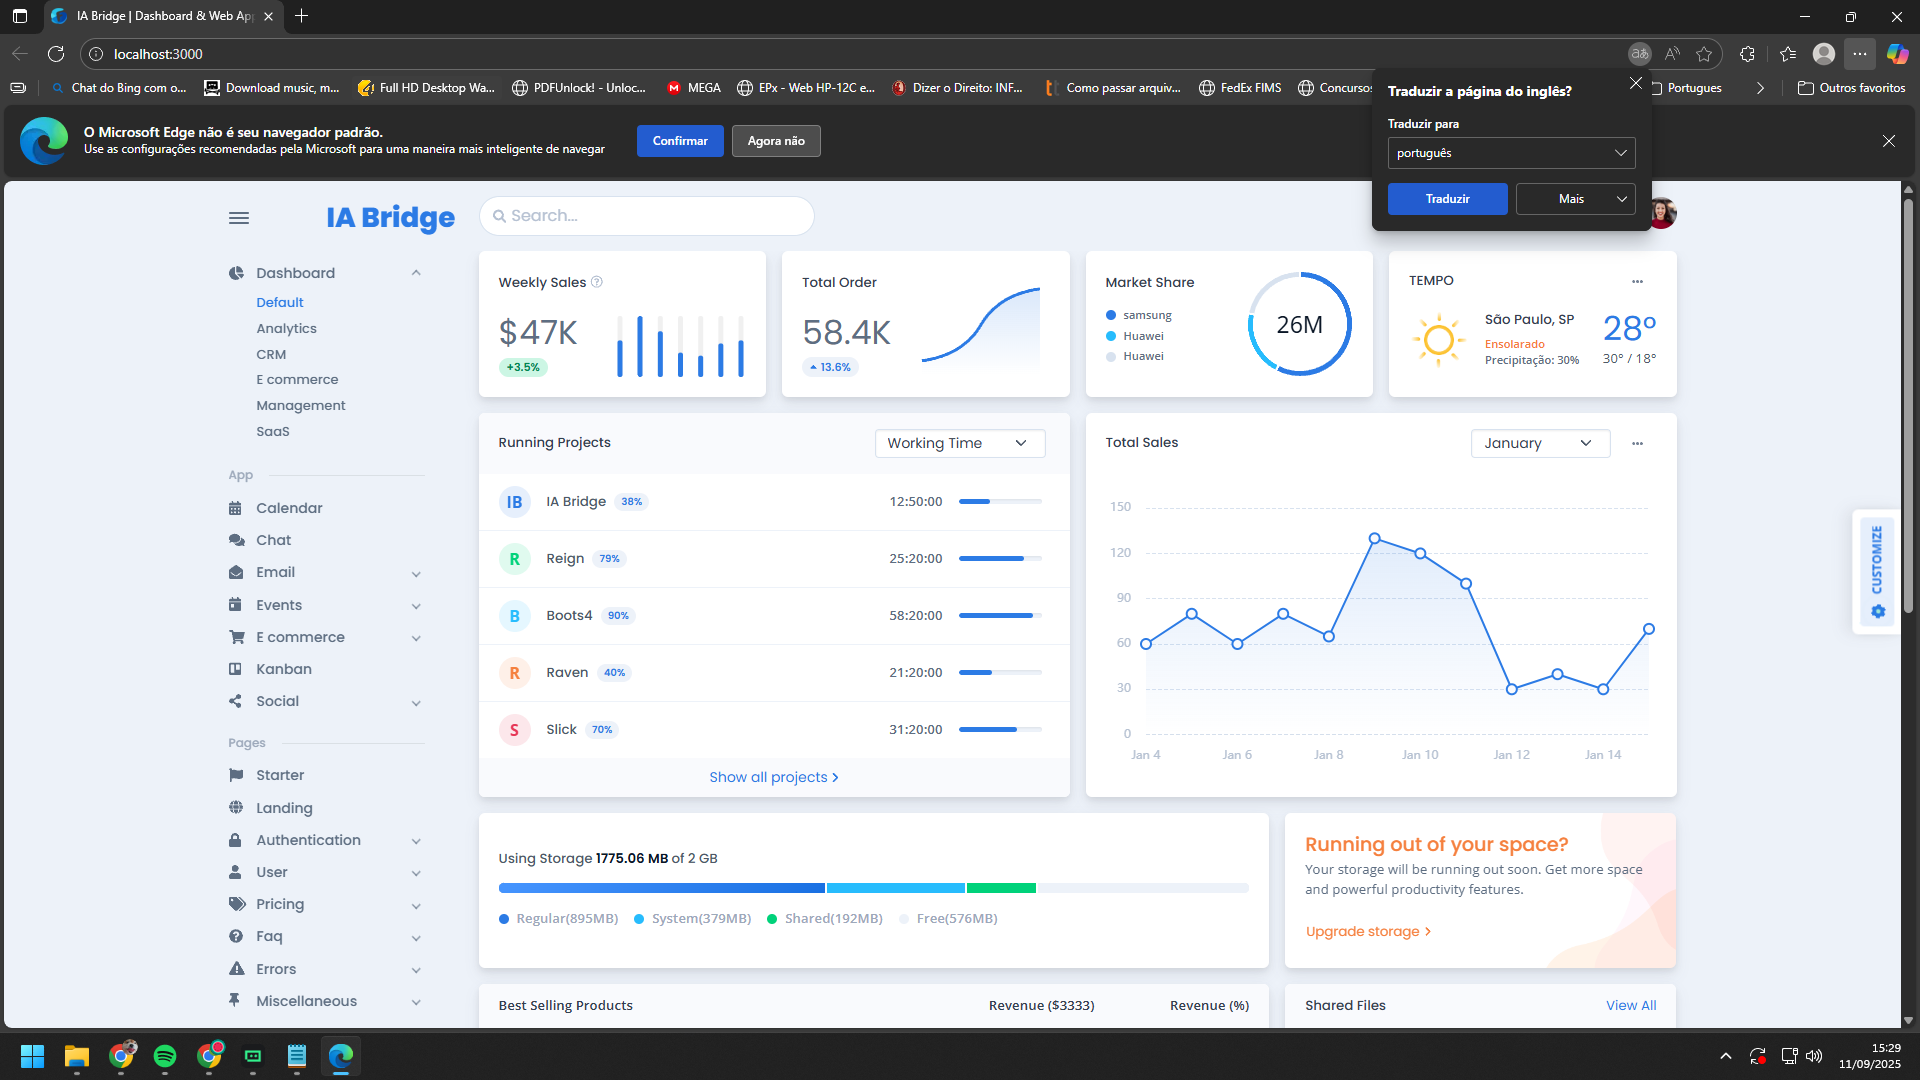 IA Bridge | Dashboard & Web Ap
localhost:3000
Chat do Bing com o...
Download music, m...
Full HD Desktop Wa...
PDFUnlock! - Unloc...
MEGA
EPx - Web HP-12C e...
Dizer o Direito: INF...
Como passar arquiv...
FedEx FIMS
Concursos
Portugues
Outros favoritos
O Microsoft Edge não é seu navegador padrão.
Use as configurações recomendadas pela Microsoft para uma maneira mais inteligente de navegar
Confirmar
Agora não
Traduzir a página do inglês?
Traduzir para
português
Traduzir
Mais
IA Bridge
Search...
Dashboard
Default
Analytics
CRM
E commerce
Management
SaaS
App
Calendar
Chat
Email
Events
E commerce
Kanban
Social
Pages
Starter
Landing
Authentication
User
Pricing
Faq
Errors
Miscellaneous
Weekly Sales
$47K
+3.5%
Total Order
58.4K
13.6%
Market Share
samsung
Huawei
Huawei
26M
TEMPO
São Paulo, SP
Ensolarado
Precipitação: 30%
28º
30° / 18°
Running Projects
Working Time
IB IA Bridge 38% 12:50:00
R Reign 79% 25:20:00
B Boots4 90% 58:20:00
R Raven 40% 21:20:00
S Slick 70% 31:20:00
Show all projects
Total Sales
January
150
120
90
60
30
0
Jan 4 Jan 6 Jan 8 Jan 10 Jan 12 Jan 14
CUSTOMIZE
Using Storage 1775.06 MB of 2 GB
Regular(895MB) System(379MB) Shared(192MB) Free(576MB)
Running out of your space?
Your storage will be running out soon. Get more space
and powerful productivity features.
Upgrade storage
Best Selling Products Revenue ($3333) Revenue (%)
Shared Files View All
15:29
11/09/2025